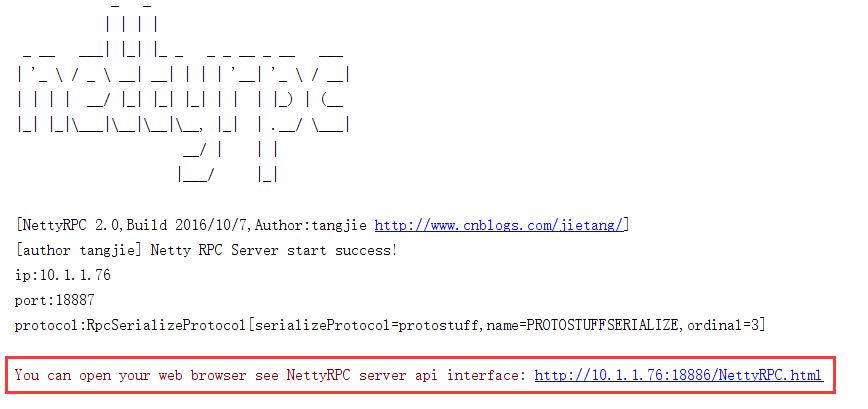 [NettyRPC 2.0,Build 2016/10/7,Author:tangjie http://www.cnblogs.com/jietang/]
[author tangjie] Netty RPC Server start success!
ip:10.1.1.76
port:18887
protocol:RpcSerializeProtocol[serializeProtocol=protostuff,name=PROTOSTUFFSERIALIZE,ordinal=3]
You can open your web browser see NettyRPC server api interface: http://10.1.1.76:18886/NettyRPC.html